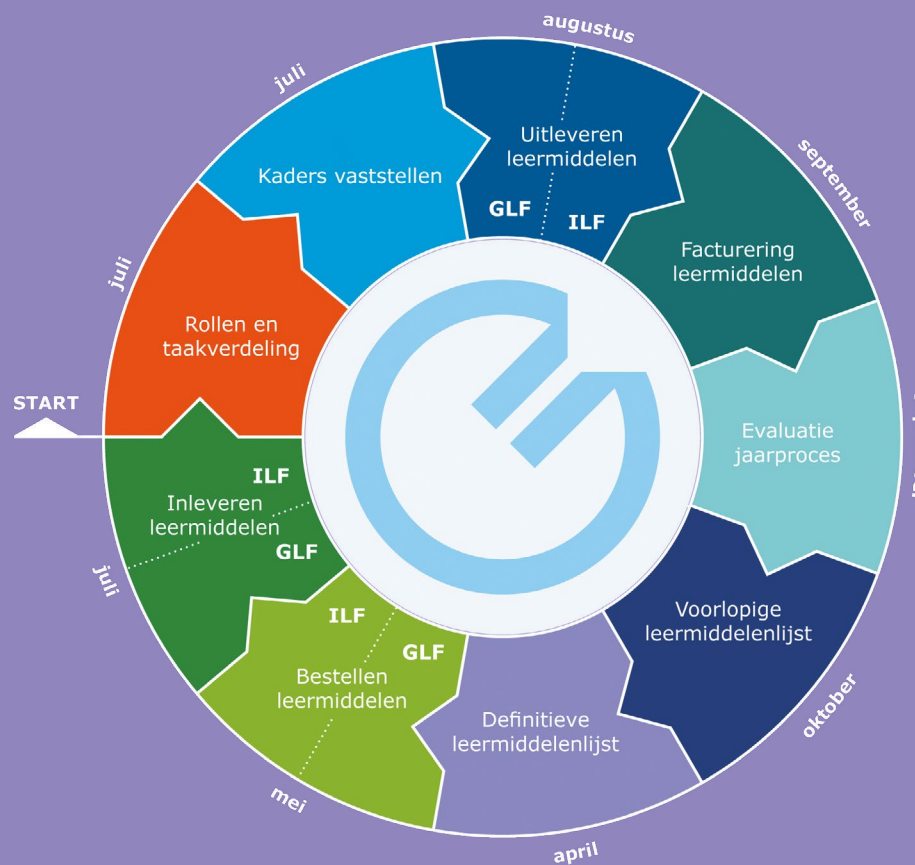 START
juli
Rollen en
taakverdeling
juli
Kaders vaststellen
augustus
Uitleveren
leermiddelen
GLF
ILF
september
Facturering
leermiddelen
Evaluatie
jaarproces
oktober
Voorlopige
leermiddelenlijst
april
Definitieve
leermiddelenlijst
mei
Bestellen
leermiddelen
ILF
GLF
juli
Inleveren
leermiddelen
ILF
GLF